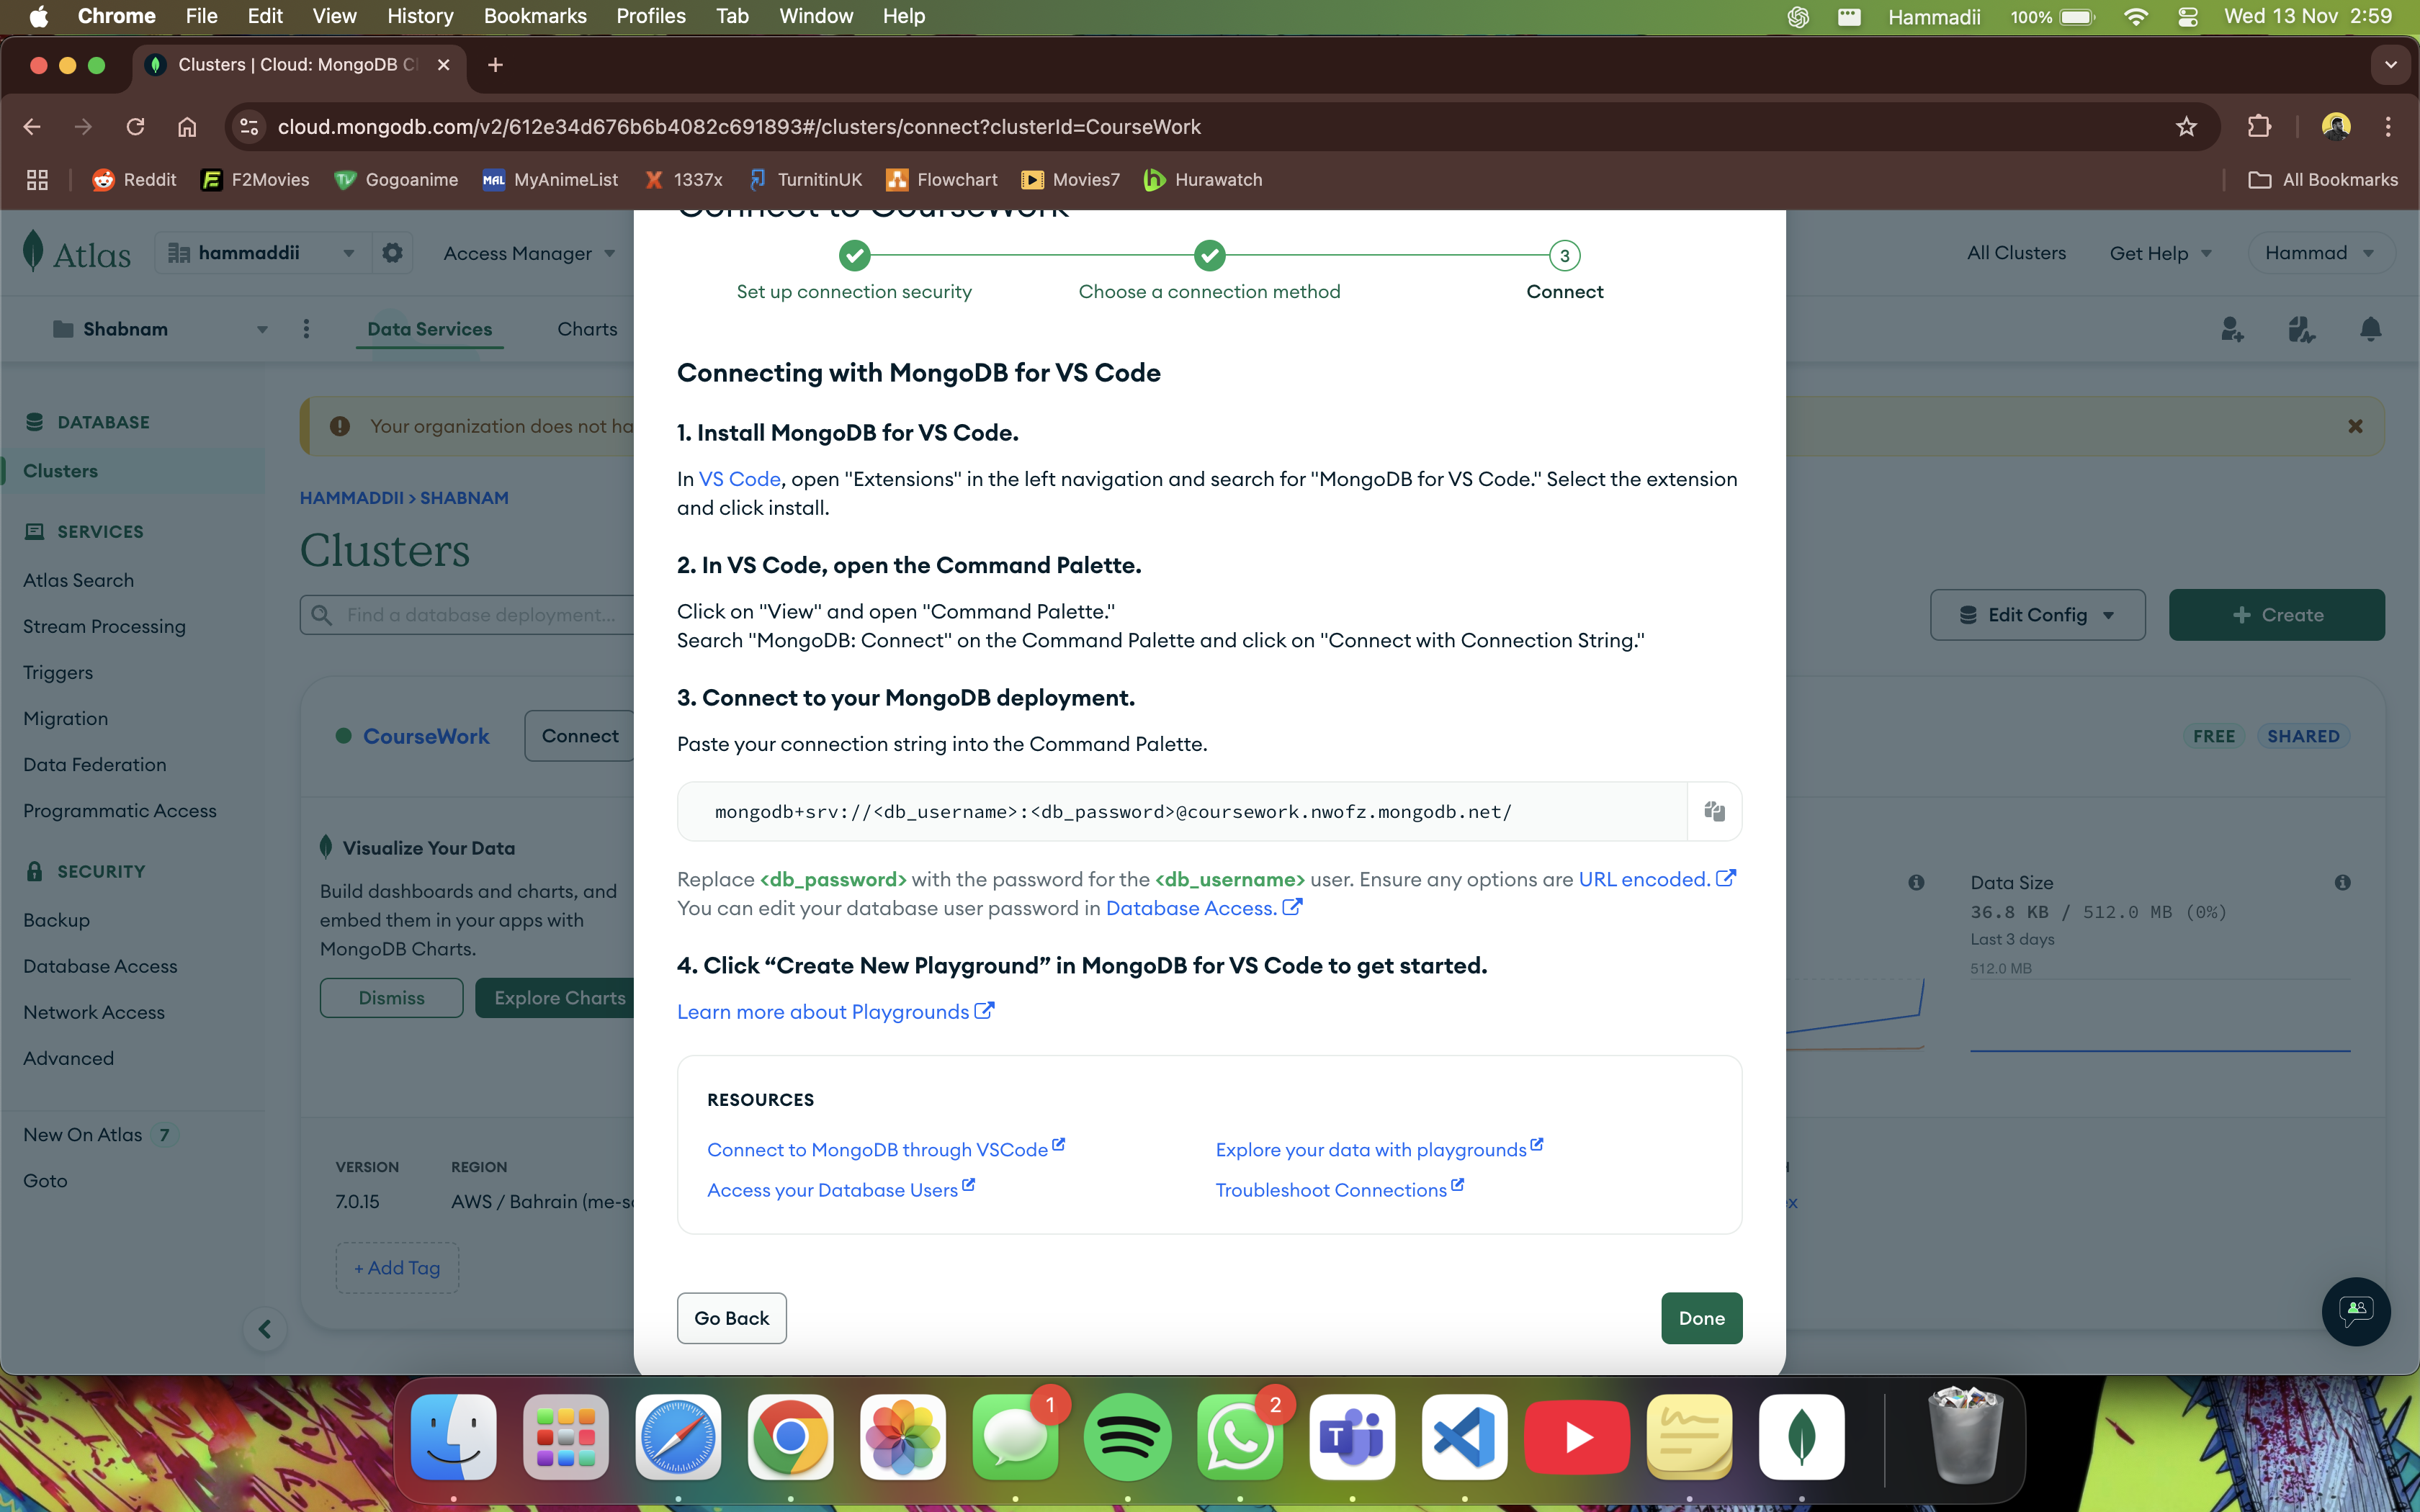 Chrome File Edit View History Bookmarks Profiles Tab Window Help
Hammadii 100% Wed 13 Nov 2:59
Clusters | Cloud: MongoDB C
cloud.mongodb.com/v2/612e34d676b6b4082c691893#/clusters/connect?clusterId=CourseWork
Reddit F2Movies Gogoanime MyAnimeList 1337x TurnitinUK Flowchart Movies7 Hurawatch All Bookmarks
Atlas hammaddii Access Manager All Clusters Get Help Hammad
Shabnam Data Services Charts
DATABASE
Clusters
SERVICES
Atlas Search
Stream Processing
Triggers
Migration
Data Federation
Programmatic Access
SECURITY
Backup
Database Access
Network Access
Advanced
New On Atlas 7
Goto
Your organization does not ha
HAMMADDII > SHABNAM
Clusters
Find a database deployment...
Edit Config
+ Create
CourseWork Connect
FREE SHARED
Visualize Your Data
Build dashboards and charts, and
embed them in your apps with
MongoDB Charts.
Dismiss Explore Charts
Data Size
36.8 KB / 512.0 MB (0%)
Last 3 days
512.0 MB
VERSION REGION
7.0.15 AWS / Bahrain (me-so
+ Add Tag
Connect to CourseWork
3
Set up connection security Choose a connection method Connect
Connecting with MongoDB for VS Code
1. Install MongoDB for VS Code.
In VS Code, open "Extensions" in the left navigation and search for "MongoDB for VS Code." Select the extension
and click install.
2. In VS Code, open the Command Palette.
Click on "View" and open "Command Palette."
Search "MongoDB: Connect" on the Command Palette and click on "Connect with Connection String."
3. Connect to your MongoDB deployment.
Paste your connection string into the Command Palette.
mongodb+srv://<db_username>:<db_password>@coursework.nwofz.mongodb.net/
Replace <db_password> with the password for the <db_username> user. Ensure any options are URL encoded.
You can edit your database user password in Database Access.
4. Click “Create New Playground” in MongoDB for VS Code to get started.
Learn more about Playgrounds
RESOURCES
Connect to MongoDB through VSCode Explore your data with playgrounds
Access your Database Users Troubleshoot Connections
Go Back Done
1 2